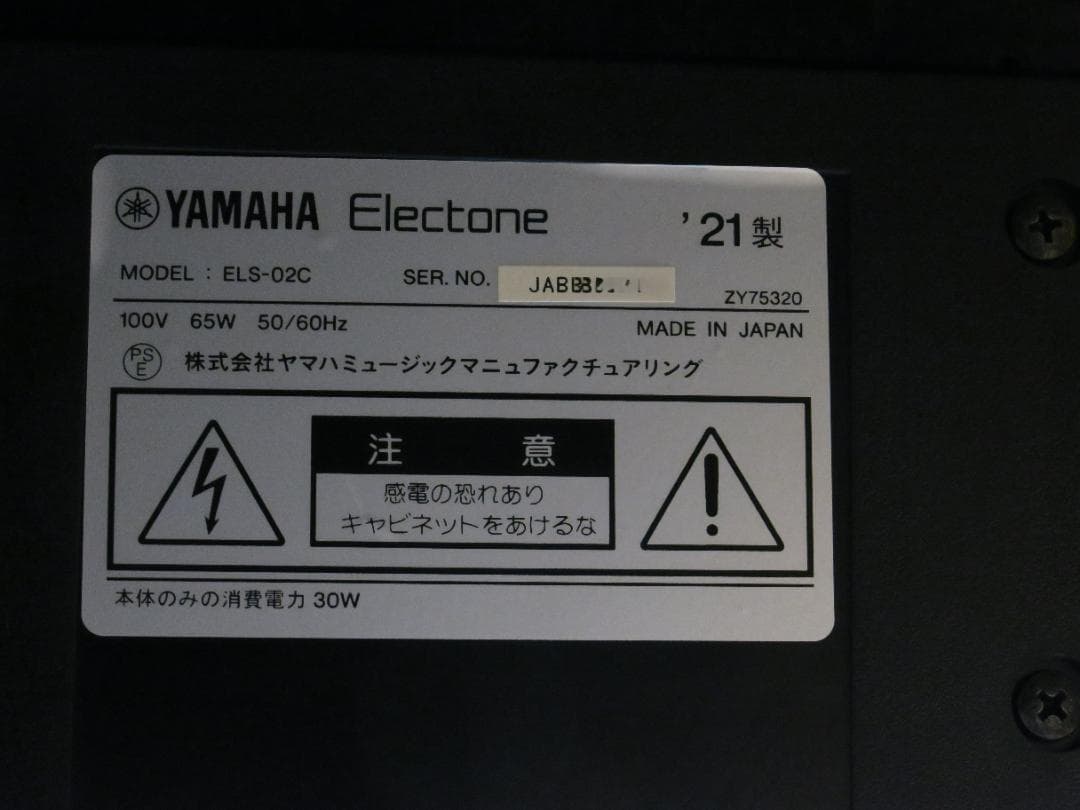 YAMAHA Electone '21製
MODEL : ELS-02C SER. NO.
ZY75320
100V 65W 50/60Hz MADE IN JAPAN
PSE 株式会社ヤマハミュージックマニュファクチュアリング
注意
感電の恐れあり
キャビネットをあけるな
本体のみの消費電力 30W